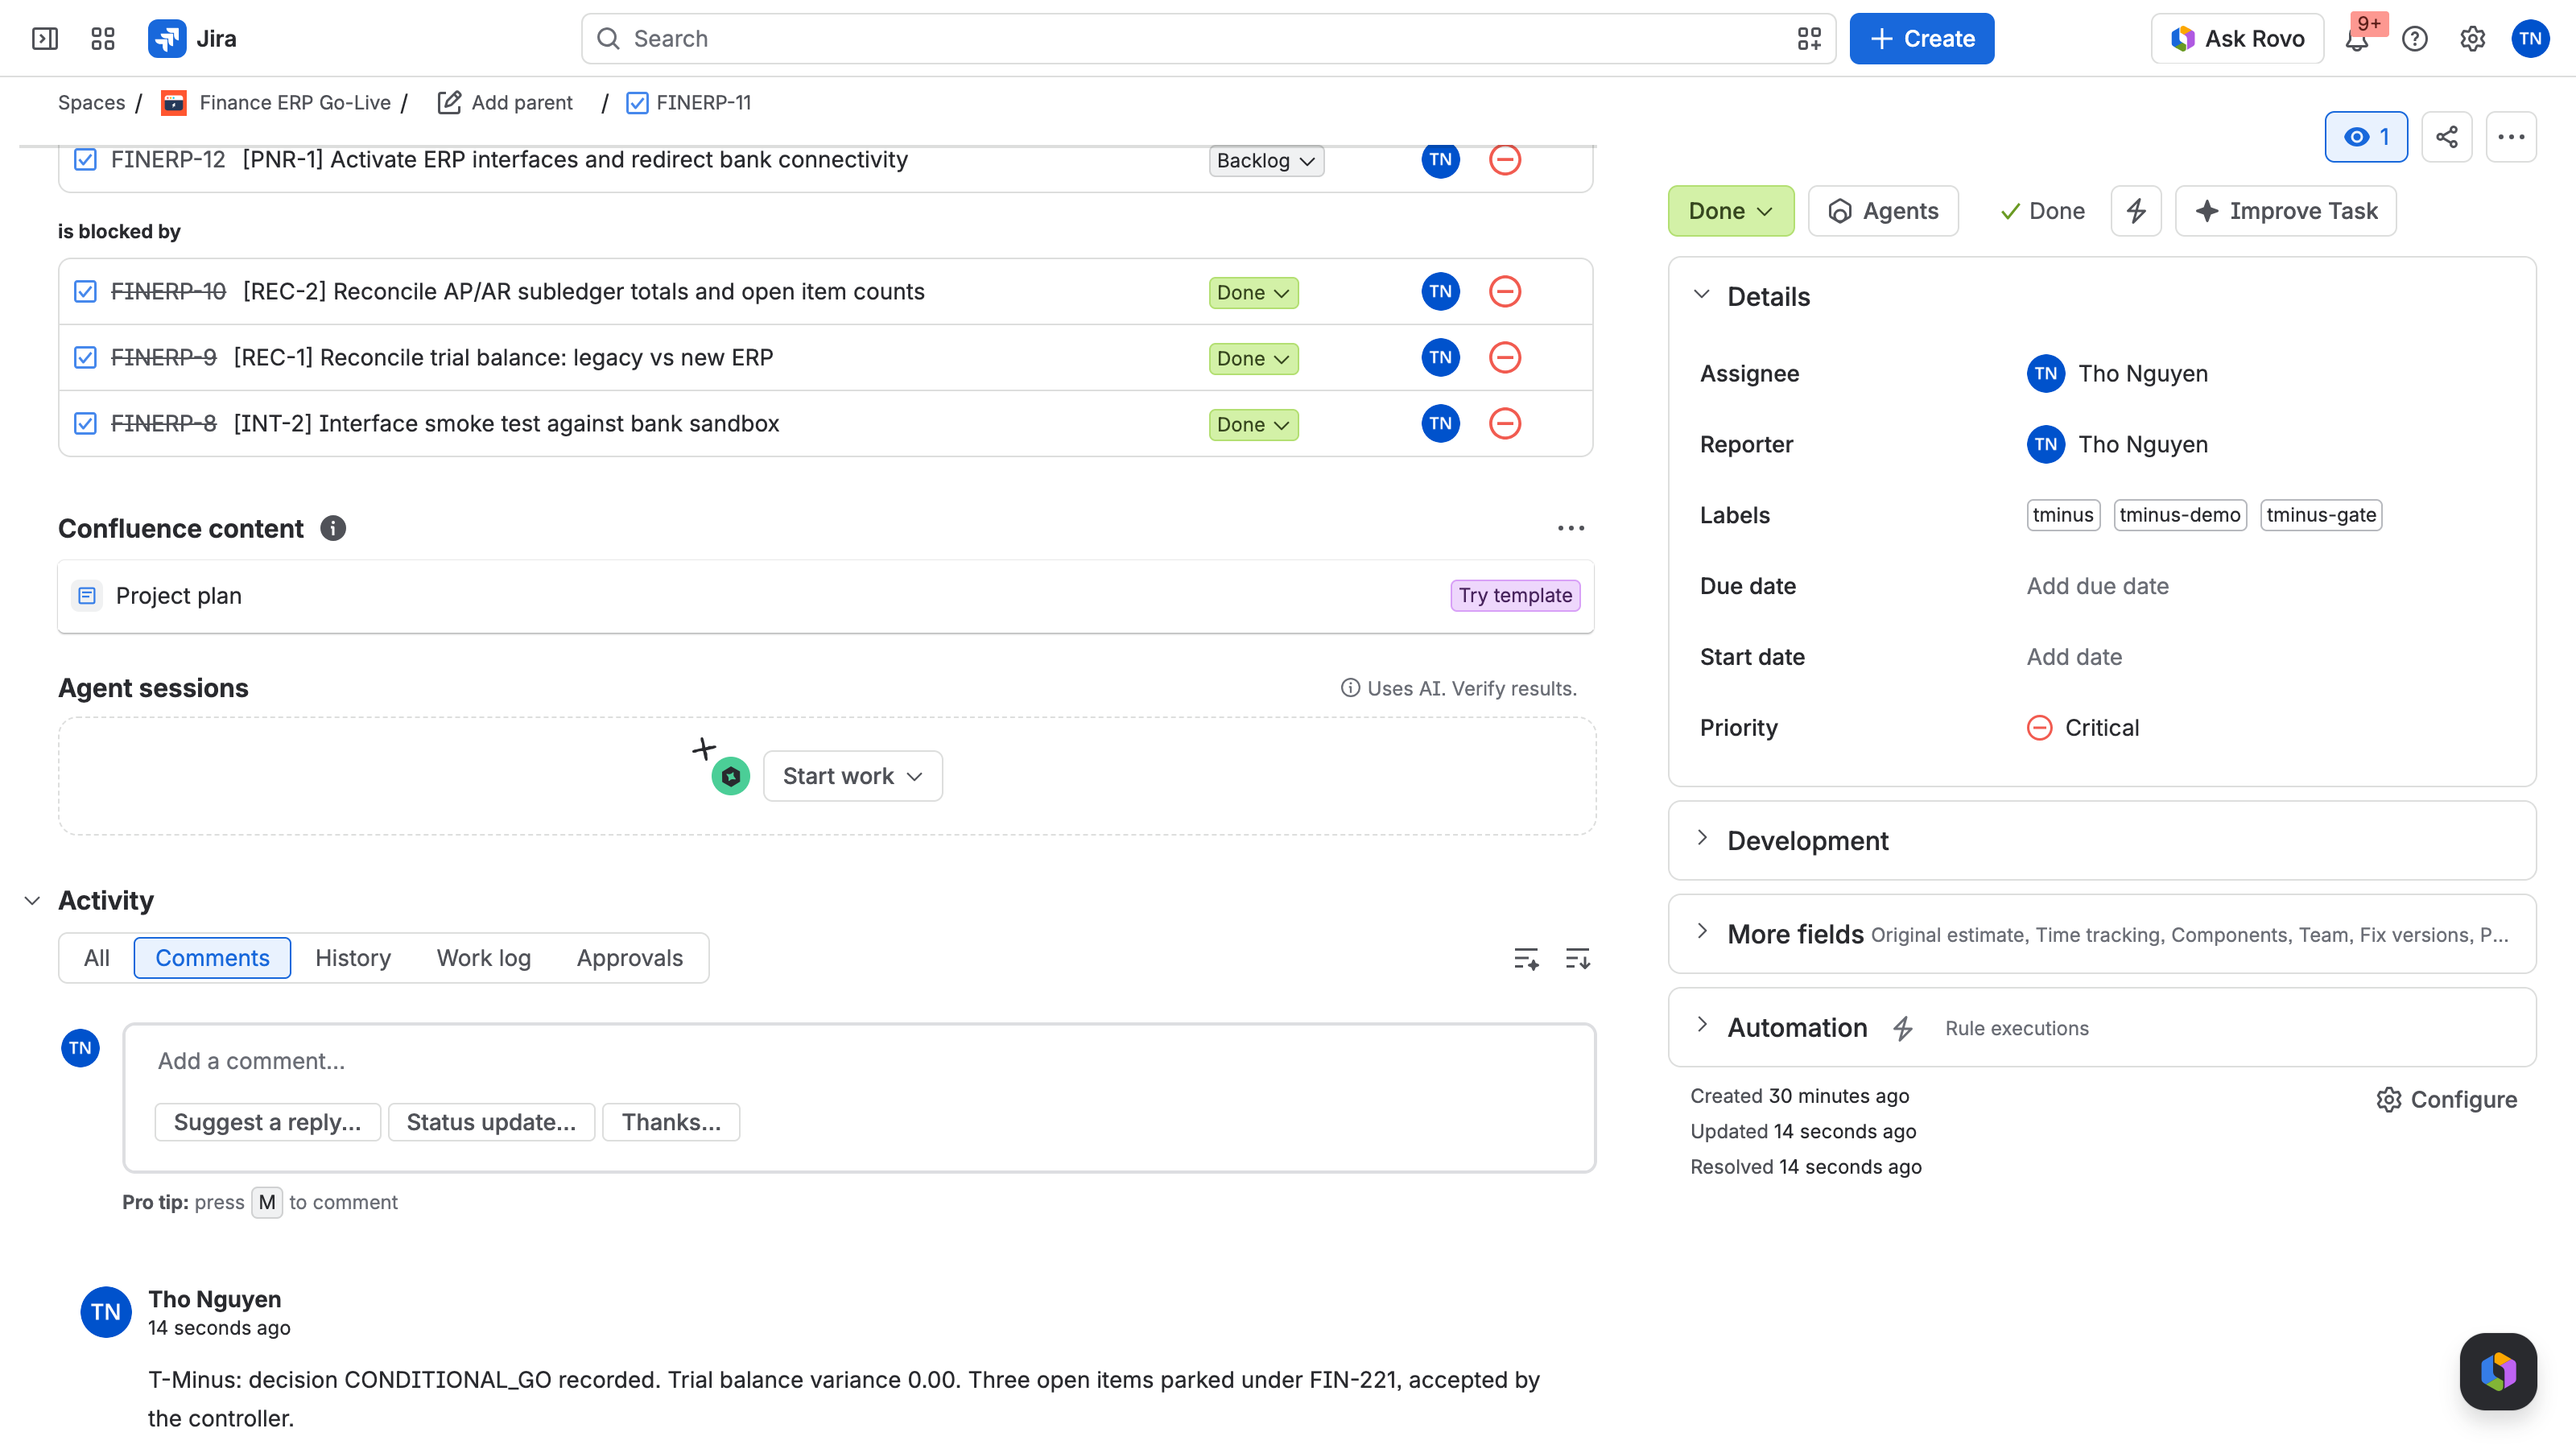 Jira
Search
Create
Ask Rovo
9+
TN
Spaces / Finance ERP Go-Live / Add parent / FINERP-11
1
FINERP-12 [PNR-1] Activate ERP interfaces and redirect bank connectivity Backlog TN
is blocked by
FINERP-10 [REC-2] Reconcile AP/AR subledger totals and open item counts Done TN
FINERP-9 [REC-1] Reconcile trial balance: legacy vs new ERP Done TN
FINERP-8 [INT-2] Interface smoke test against bank sandbox Done TN
Confluence content
Project plan Try template
Agent sessions Uses AI. Verify results.
Start work
Activity
All Comments History Work log Approvals
TN
Add a comment...
Suggest a reply... Status update... Thanks...
Pro tip: press M to comment
TN
Tho Nguyen
14 seconds ago
T-Minus: decision CONDITIONAL_GO recorded. Trial balance variance 0.00. Three open items parked under FIN-221, accepted by
the controller.
Done Agents Done Improve Task
Details
Assignee TN Tho Nguyen
Reporter TN Tho Nguyen
Labels tminus tminus-demo tminus-gate
Due date Add due date
Start date Add date
Priority Critical
Development
More fields Original estimate, Time tracking, Components, Team, Fix versions, P...
Automation Rule executions
Created 30 minutes ago
Configure
Updated 14 seconds ago
Resolved 14 seconds ago